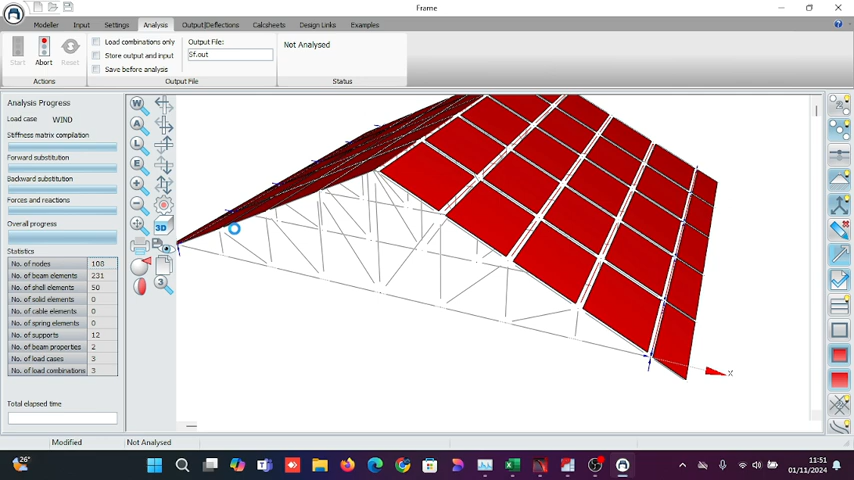 Frame
Modeller Input Settings Analysis Output|Deflections Calcsheets Design Links Examples
Load combinations only
Store output and input
Save before analysis
Output File:
Sf.out
Not Analysed
Start Abort Reset
Actions Output File Status
Analysis Progress
Load case WIND
Stiffness matrix compilation
Forward substitution
Backward substitution
Forces and reactions
Overall progress
Statistics
No. of nodes 108
No. of beam elements 231
No. of shell elements 50
No. of solid elements 0
No. of cable elements 0
No. of spring elements 0
No. of supports 12
No. of beam properties 2
No. of load cases 3
No. of load combinations 3
Total elapsed time
W
A
L
E
3D
3
X
Modified Not Analysed
26°
11:51
01/11/2024